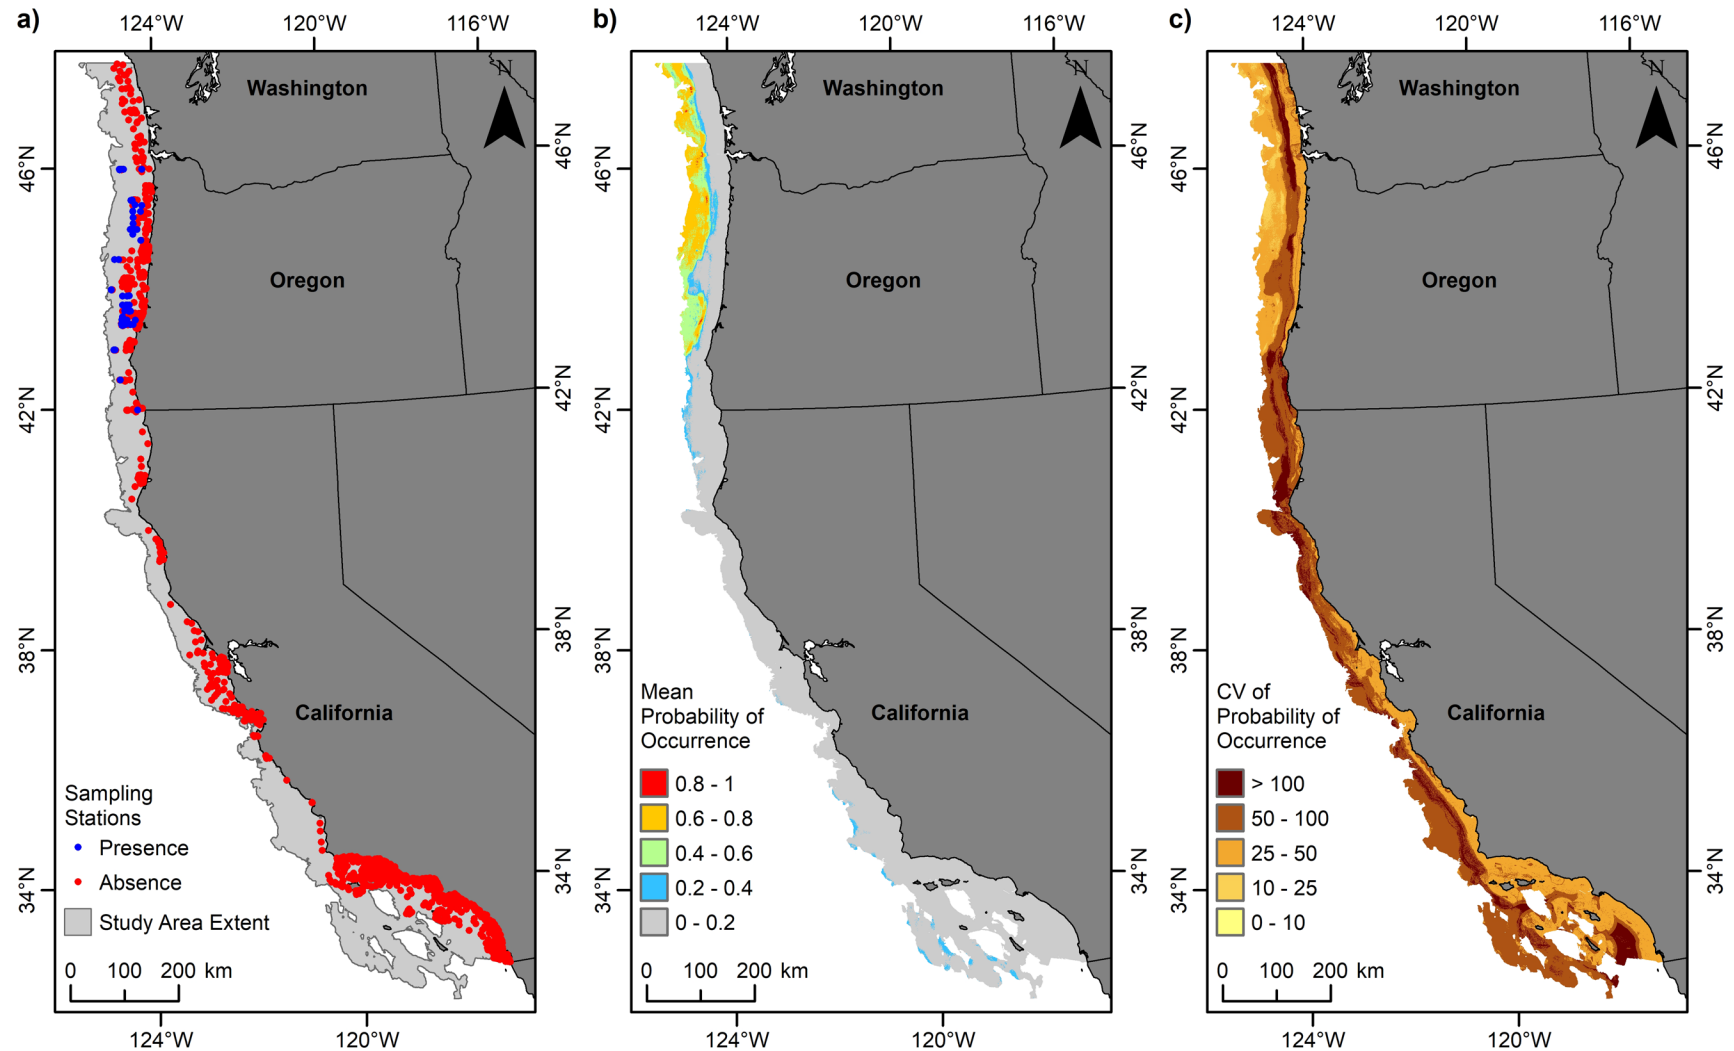 a)
124°W 120°W 116°W
N
Washington
46°N
46°N
Oregon
42°N
42°N
38°N
38°N
California
Sampling
Stations
Presence
Absence
Study Area Extent
34°N
34°N
0 100 200 km
124°W 120°W
b)
124°W 120°W 116°W
N
Washington
46°N
46°N
Oregon
42°N
42°N
38°N
38°N
California
Mean
Probability of
Occurrence
0.8 - 1
0.6 - 0.8
0.4 - 0.6
0.2 - 0.4
0 - 0.2
34°N
34°N
0 100 200 km
124°W 120°W
c)
124°W 120°W 116°W
N
Washington
46°N
46°N
Oregon
42°N
42°N
38°N
38°N
California
CV of
Probability of
Occurrence
> 100
50 - 100
25 - 50
10 - 25
0 - 10
34°N
34°N
0 100 200 km
124°W 120°W